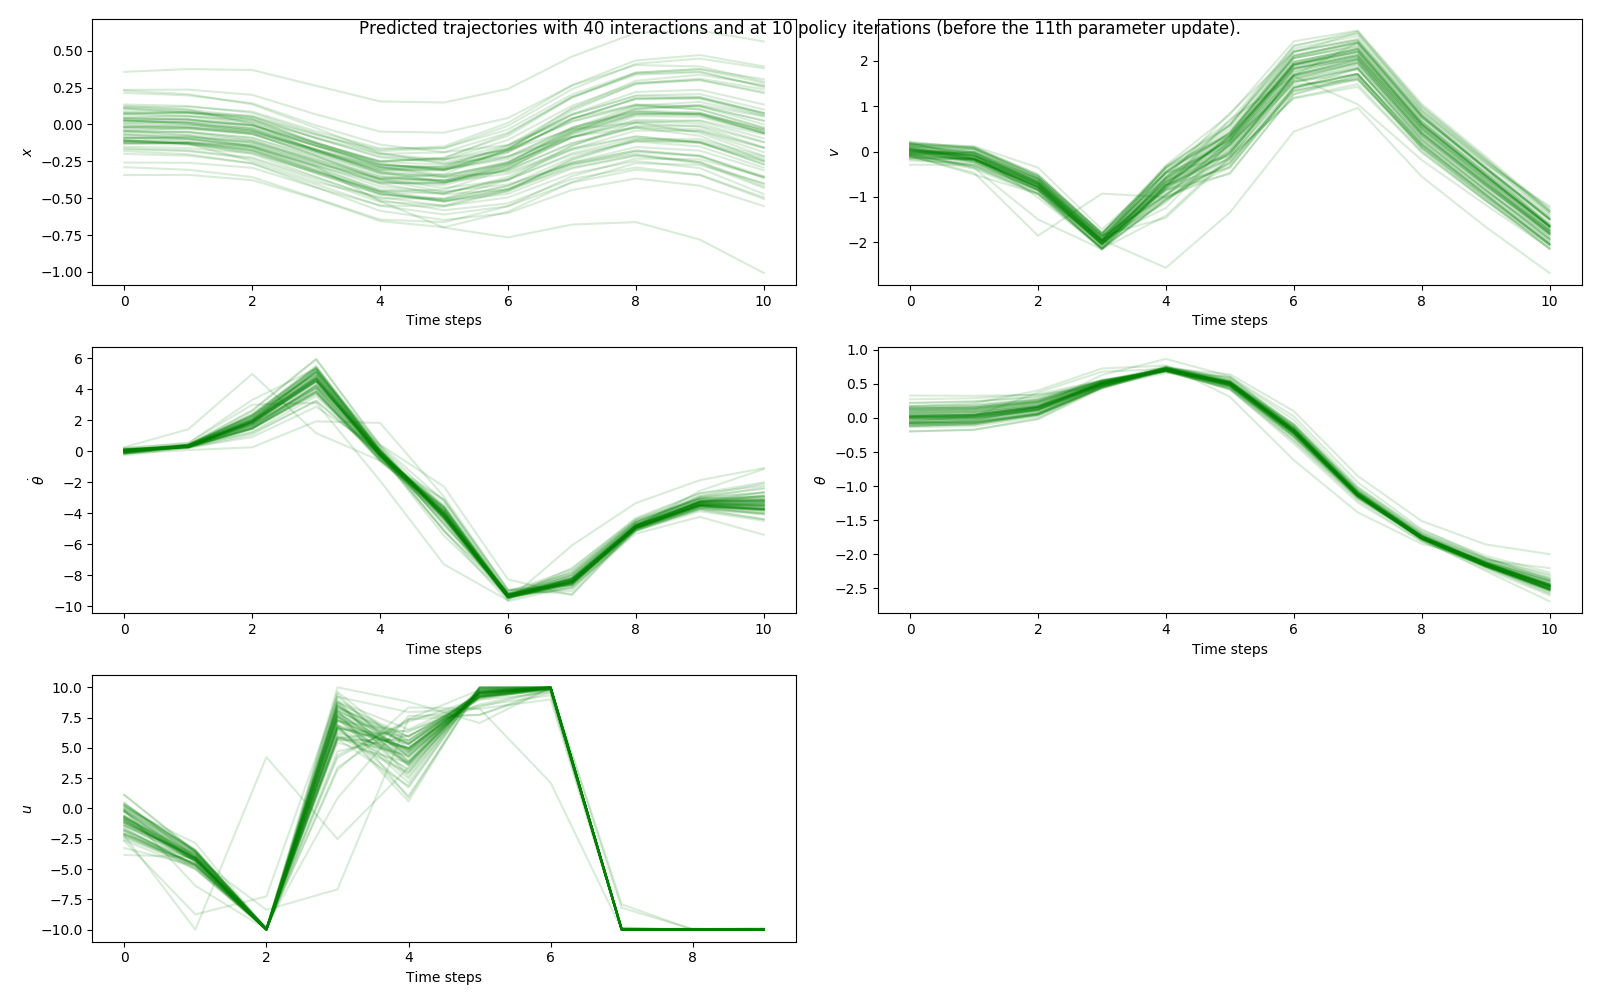 Predicted trajectories with 40 interactions and at 10 policy iterations (before the 11th parameter update).
0.50
0.25
0.00
−0.25
−0.50
−0.75
−1.00
x
0 2 4 6 8 10
Time steps
2
1
0
−1
−2
v
0 2 4 6 8 10
Time steps
6
4
2
0
−2
−4
−6
−8
−10
θ̇
0 2 4 6 8 10
Time steps
1.0
0.5
0.0
−0.5
−1.0
−1.5
−2.0
−2.5
θ
0 2 4 6 8 10
Time steps
10.0
7.5
5.0
2.5
0.0
−2.5
−5.0
−7.5
−10.0
u
0 2 4 6 8
Time steps